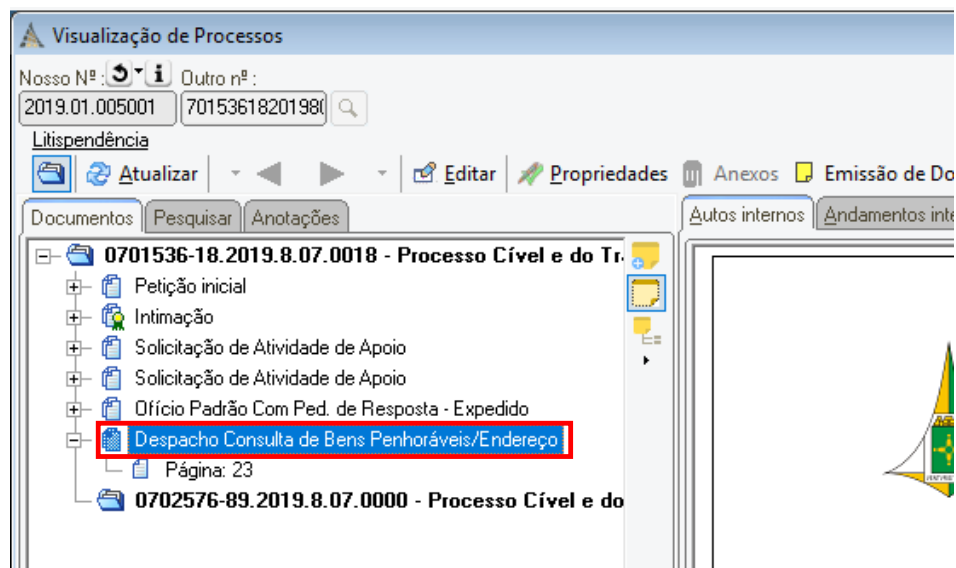 Visualização de Processos
Nosso Nº : Outro nº :
2019.01.005001 70153618201980
Litispendência
Atualizar Editar Propriedades Anexos Emissão de Do
Documentos Pesquisar Anotações Autos internos Andamentos inte
0701536-18.2019.8.07.0018 - Processo Cível e do Tr
Petição inicial
Intimação
Solicitação de Atividade de Apoio
Solicitação de Atividade de Apoio
Ofício Padrão Com Ped. de Resposta - Expedido
Despacho Consulta de Bens Penhoráveis/Endereço
Página: 23
0702576-89.2019.8.07.0000 - Processo Cível e do